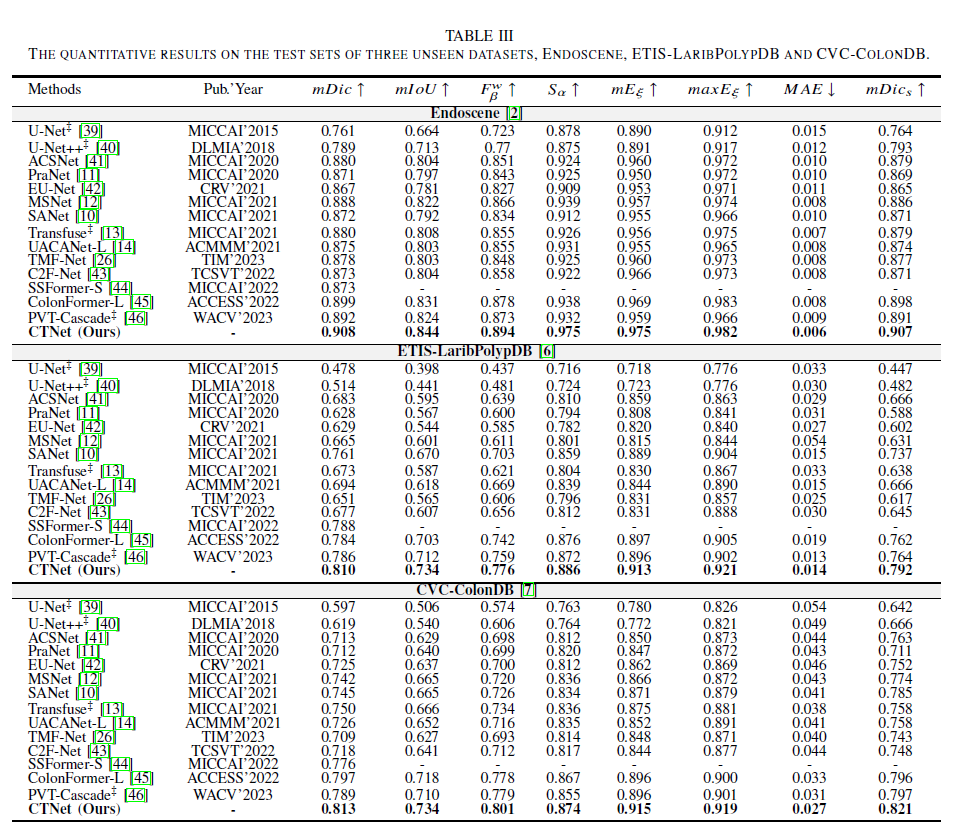 TABLE III
THE QUANTITATIVE RESULTS ON THE TEST SETS OF THREE UNSEEN DATASETS, ENDOSCENE, ETIS-LARIBPOLYPDB AND CVC-COLONDB.
Methods Pub.'Year mDic ↑ mIoU ↑ F^w_β ↑ S_α ↑ mE_ξ ↑ maxE_ξ ↑ MAE ↓ mDic_s ↑
Endoscene [2]
U-Net‡ [39] MICCAI'2015 0.761 0.664 0.723 0.878 0.890 0.912 0.015 0.764
U-Net++‡ [40] DLMIA'2018 0.789 0.713 0.77 0.875 0.891 0.917 0.012 0.793
ACSNet [41] MICCAI'2020 0.880 0.804 0.851 0.924 0.960 0.972 0.010 0.879
PraNet [11] MICCAI'2020 0.871 0.797 0.843 0.925 0.950 0.972 0.010 0.869
EU-Net [42] CRV'2021 0.867 0.781 0.827 0.909 0.953 0.971 0.011 0.865
MSNet [12] MICCAI'2021 0.888 0.822 0.866 0.939 0.957 0.974 0.008 0.886
SANet [10] MICCAI'2021 0.872 0.792 0.834 0.912 0.955 0.966 0.010 0.871
Transfuse‡ [13] MICCAI'2021 0.880 0.808 0.855 0.926 0.956 0.975 0.007 0.879
UACANet-L [14] ACMMM'2021 0.875 0.803 0.855 0.931 0.955 0.965 0.008 0.874
TMF-Net [26] TIM'2023 0.878 0.803 0.848 0.925 0.960 0.973 0.008 0.877
C2F-Net [43] TCSVT'2022 0.873 0.804 0.858 0.922 0.966 0.973 0.008 0.871
SSFormer-S [44] MICCAI'2022 0.873 - - - - - - -
ColonFormer-L [45] ACCESS'2022 0.899 0.831 0.878 0.938 0.969 0.983 0.008 0.898
PVT-Cascade‡ [46] WACV'2023 0.892 0.824 0.873 0.932 0.959 0.966 0.009 0.891
CTNet (Ours) - 0.908 0.844 0.894 0.975 0.975 0.982 0.006 0.907
ETIS-LaribPolypDB [6]
U-Net‡ [39] MICCAI'2015 0.478 0.398 0.437 0.716 0.718 0.776 0.033 0.447
U-Net++‡ [40] DLMIA'2018 0.514 0.441 0.481 0.724 0.723 0.776 0.030 0.482
ACSNet [41] MICCAI'2020 0.683 0.595 0.639 0.810 0.859 0.863 0.029 0.666
PraNet [11] MICCAI'2020 0.628 0.567 0.600 0.794 0.808 0.841 0.031 0.588
EU-Net [42] CRV'2021 0.629 0.544 0.585 0.782 0.820 0.840 0.027 0.602
MSNet [12] MICCAI'2021 0.665 0.601 0.611 0.801 0.815 0.844 0.054 0.631
SANet [10] MICCAI'2021 0.761 0.670 0.703 0.859 0.889 0.904 0.015 0.737
Transfuse‡ [13] MICCAI'2021 0.673 0.587 0.621 0.804 0.830 0.867 0.033 0.638
UACANet-L [14] ACMMM'2021 0.694 0.618 0.669 0.839 0.844 0.890 0.015 0.666
TMF-Net [26] TIM'2023 0.651 0.565 0.606 0.796 0.831 0.857 0.025 0.617
C2F-Net [43] TCSVT'2022 0.677 0.607 0.656 0.812 0.831 0.888 0.030 0.645
SSFormer-S [44] MICCAI'2022 0.788 - - - - - - -
ColonFormer-L [45] ACCESS'2022 0.784 0.703 0.742 0.876 0.897 0.905 0.019 0.762
PVT-Cascade‡ [46] WACV'2023 0.786 0.712 0.759 0.872 0.896 0.902 0.013 0.764
CTNet (Ours) - 0.810 0.734 0.776 0.886 0.913 0.921 0.014 0.792
CVC-ColonDB [7]
U-Net‡ [39] MICCAI'2015 0.597 0.506 0.574 0.763 0.780 0.826 0.054 0.642
U-Net++‡ [40] DLMIA'2018 0.619 0.540 0.606 0.764 0.772 0.821 0.049 0.666
ACSNet [41] MICCAI'2020 0.713 0.629 0.698 0.812 0.850 0.873 0.044 0.763
PraNet [11] MICCAI'2020 0.712 0.640 0.699 0.820 0.847 0.872 0.043 0.711
EU-Net [42] CRV'2021 0.725 0.637 0.700 0.812 0.862 0.869 0.046 0.752
MSNet [12] MICCAI'2021 0.742 0.665 0.720 0.836 0.866 0.872 0.043 0.774
SANet [10] MICCAI'2021 0.745 0.665 0.726 0.834 0.871 0.879 0.041 0.785
Transfuse‡ [13] MICCAI'2021 0.750 0.666 0.734 0.836 0.875 0.881 0.038 0.758
UACANet-L [14] ACMMM'2021 0.726 0.652 0.716 0.835 0.852 0.891 0.041 0.758
TMF-Net [26] TIM'2023 0.709 0.627 0.693 0.814 0.848 0.871 0.040 0.743
C2F-Net [43] TCSVT'2022 0.718 0.641 0.712 0.817 0.844 0.877 0.044 0.748
SSFormer-S [44] MICCAI'2022 0.776 - - - - - - -
ColonFormer-L [45] ACCESS'2022 0.797 0.718 0.778 0.867 0.896 0.900 0.033 0.796
PVT-Cascade‡ [46] WACV'2023 0.789 0.710 0.779 0.855 0.896 0.901 0.031 0.797
CTNet (Ours) - 0.813 0.734 0.801 0.874 0.915 0.919 0.027 0.821